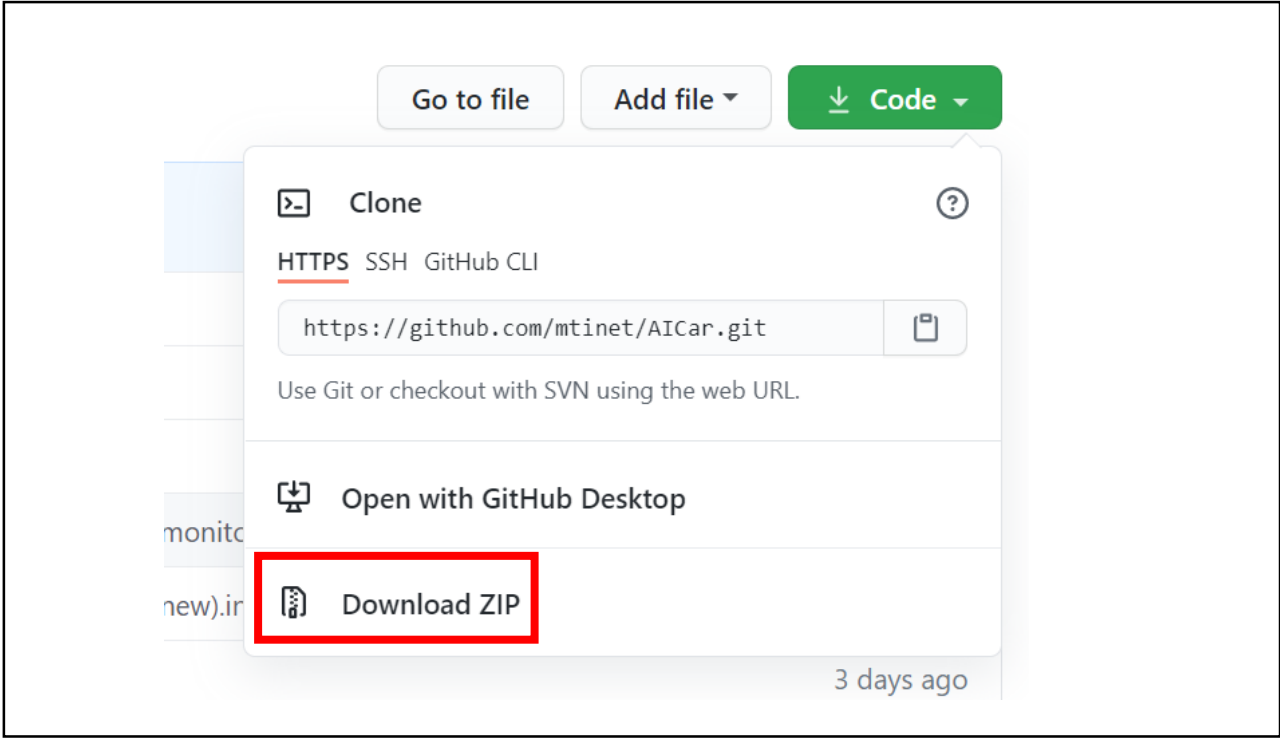 Go to file
Add file
Code
Clone
HTTPS SSH GitHub CLI
https://github.com/mtinet/AICar.git
Use Git or checkout with SVN using the web URL.
Open with GitHub Desktop
Download ZIP
3 days ago